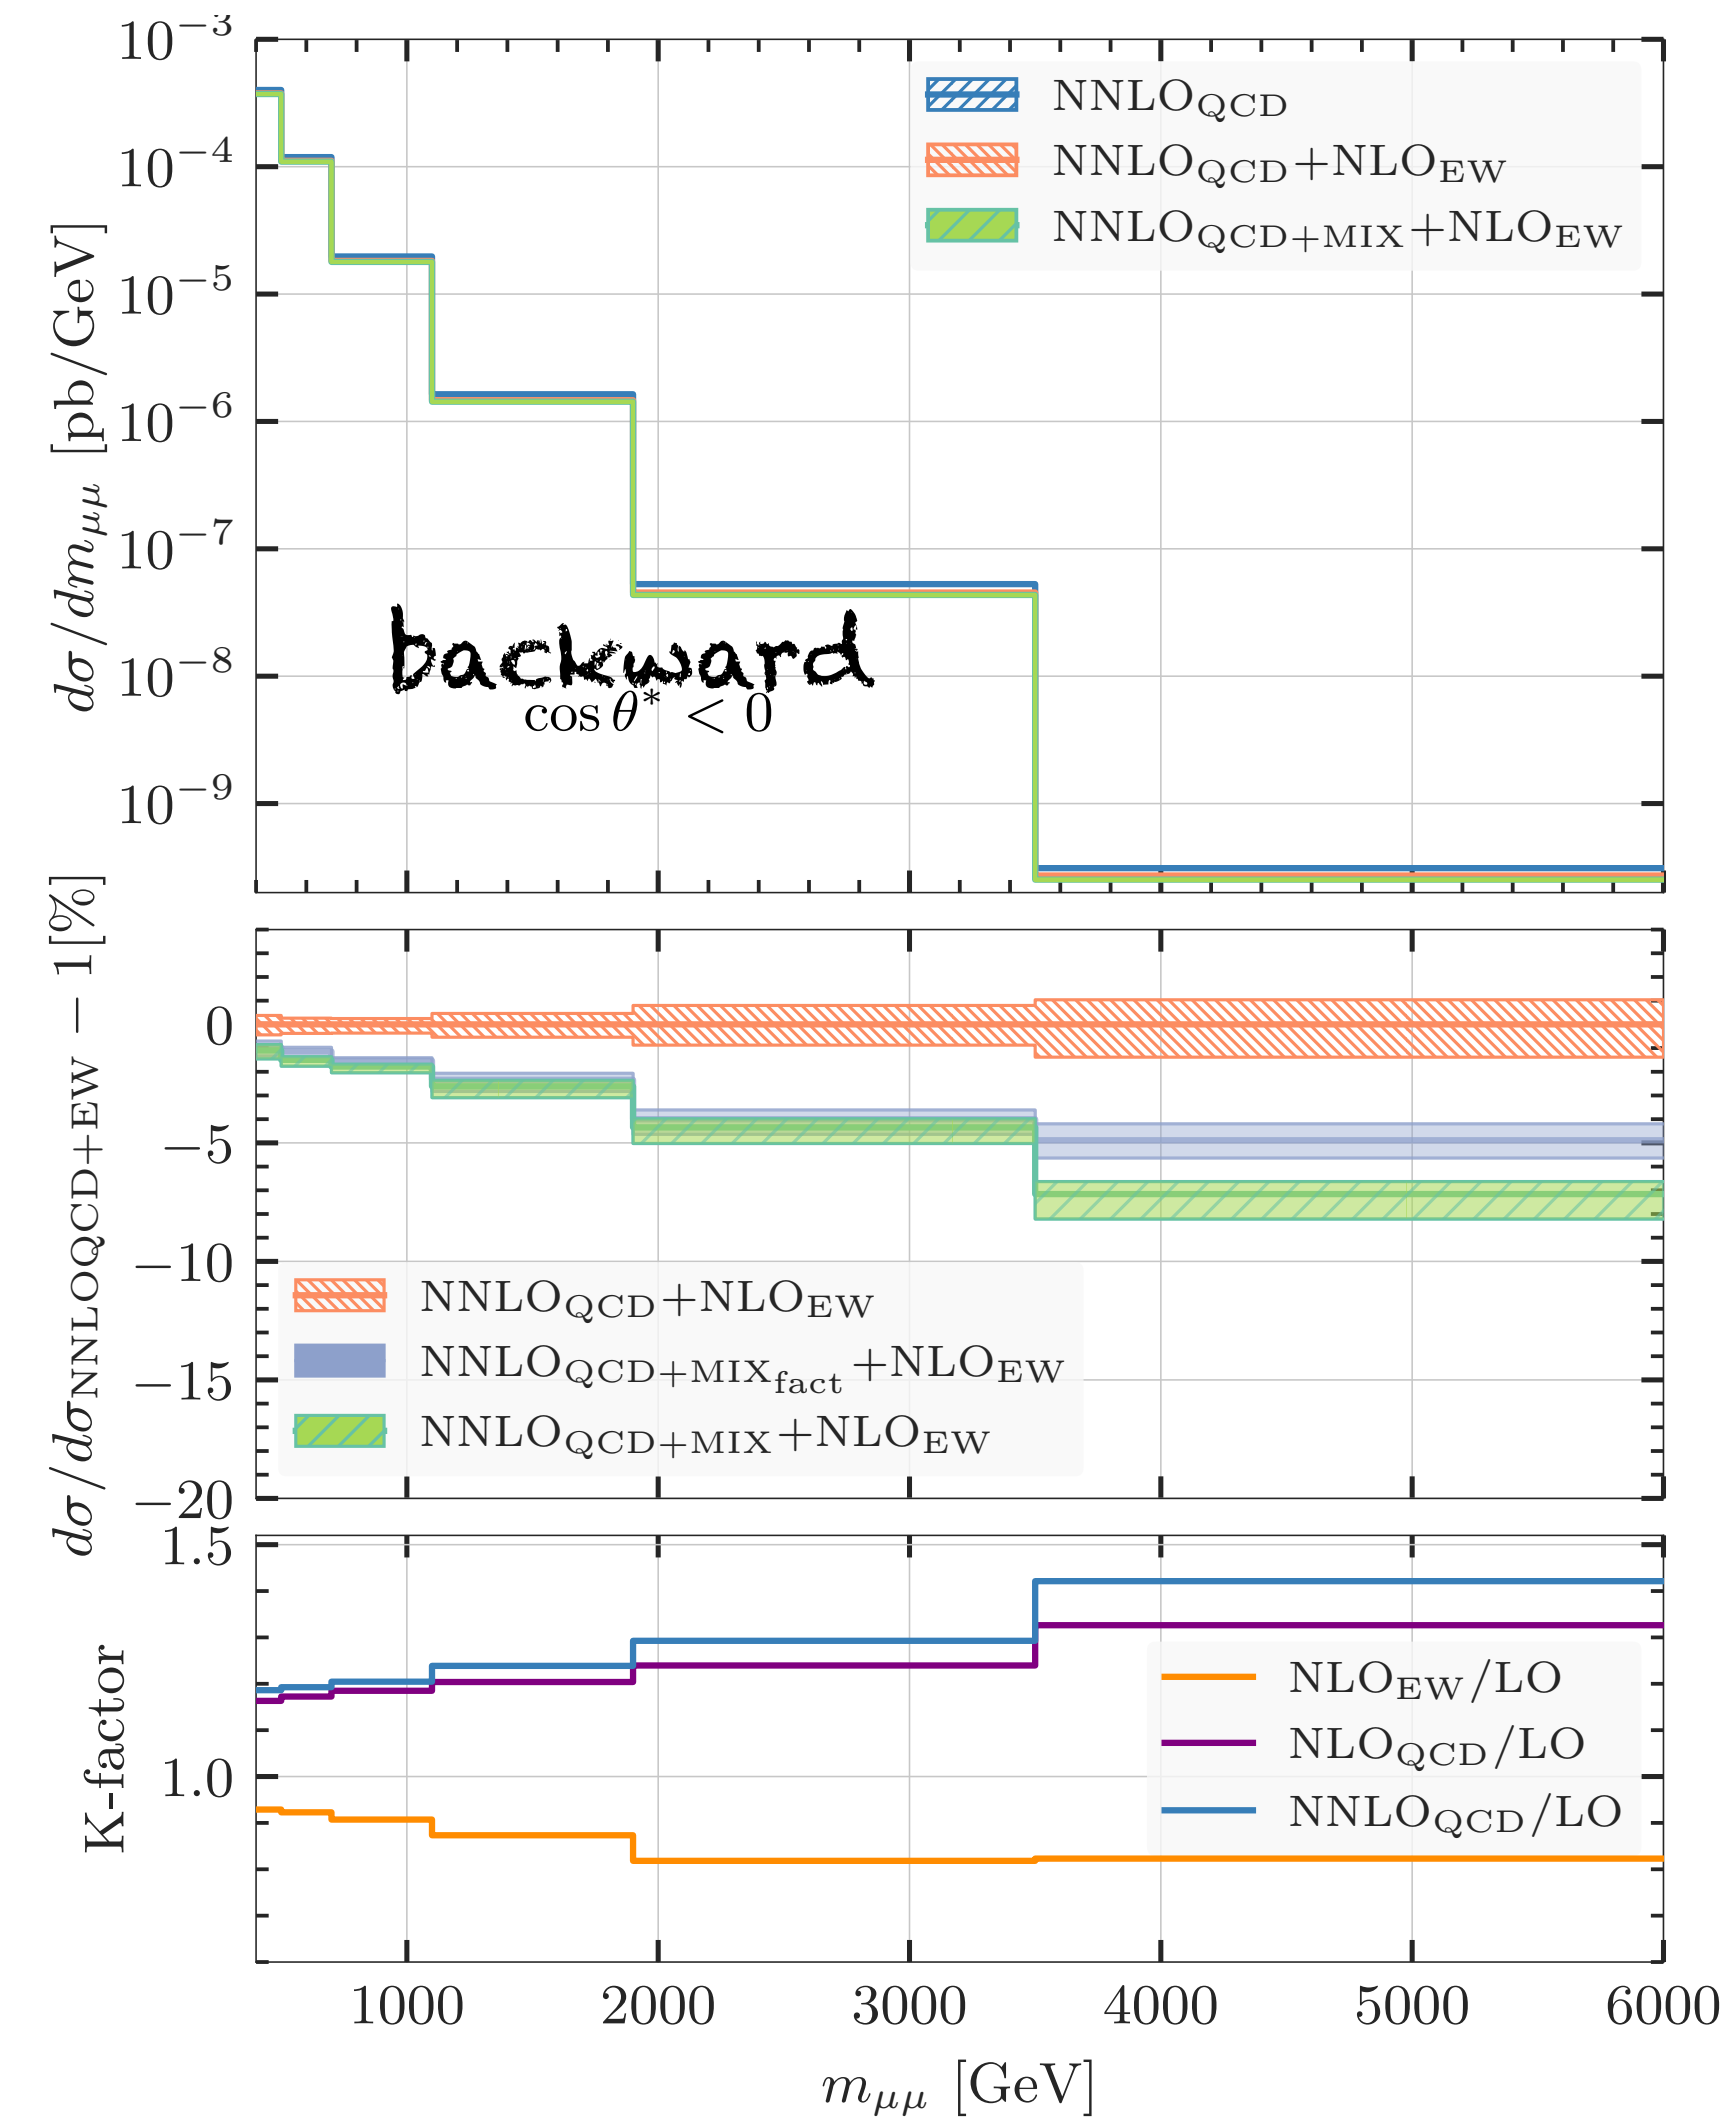 10⁻³
10⁻⁴
10⁻⁵
10⁻⁶
10⁻⁷
10⁻⁸
10⁻⁹
dσ/dm_μμ [pb/GeV]
NNLO_QCD
NNLO_QCD+NLO_EW
NNLO_QCD+MIX+NLO_EW
backward
cos θ* < 0
0
−5
−10
−15
−20
dσ/dσ_NNLOQCD+EW − 1[%]
NNLO_QCD+NLO_EW
NNLO_QCD+MIX_fact+NLO_EW
NNLO_QCD+MIX+NLO_EW
1.5
1.0
K-factor
NLO_EW/LO
NLO_QCD/LO
NNLO_QCD/LO
1000 2000 3000 4000 5000 6000
m_μμ [GeV]